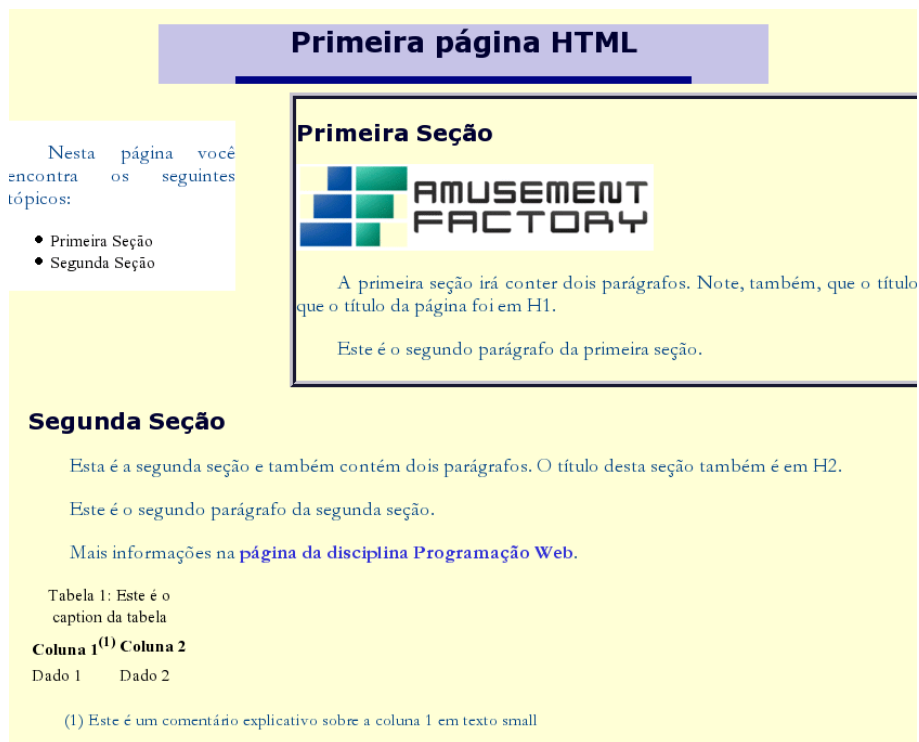 Primeira página HTML
Nesta página você
encontra os seguintes
tópicos:
Primeira Seção
Segunda Seção
Primeira Seção
AMUSEMENT
FACTORY
A primeira seção irá conter dois parágrafos. Note, também, que o título
que o título da página foi em H1.
Este é o segundo parágrafo da primeira seção.
Segunda Seção
Esta é a segunda seção e também contém dois parágrafos. O título desta seção também é em H2.
Este é o segundo parágrafo da segunda seção.
Mais informações na página da disciplina Programação Web.
Tabela 1: Este é o
caption da tabela
Coluna 1(1) Coluna 2
Dado 1 Dado 2
(1) Este é um comentário explicativo sobre a coluna 1 em texto small